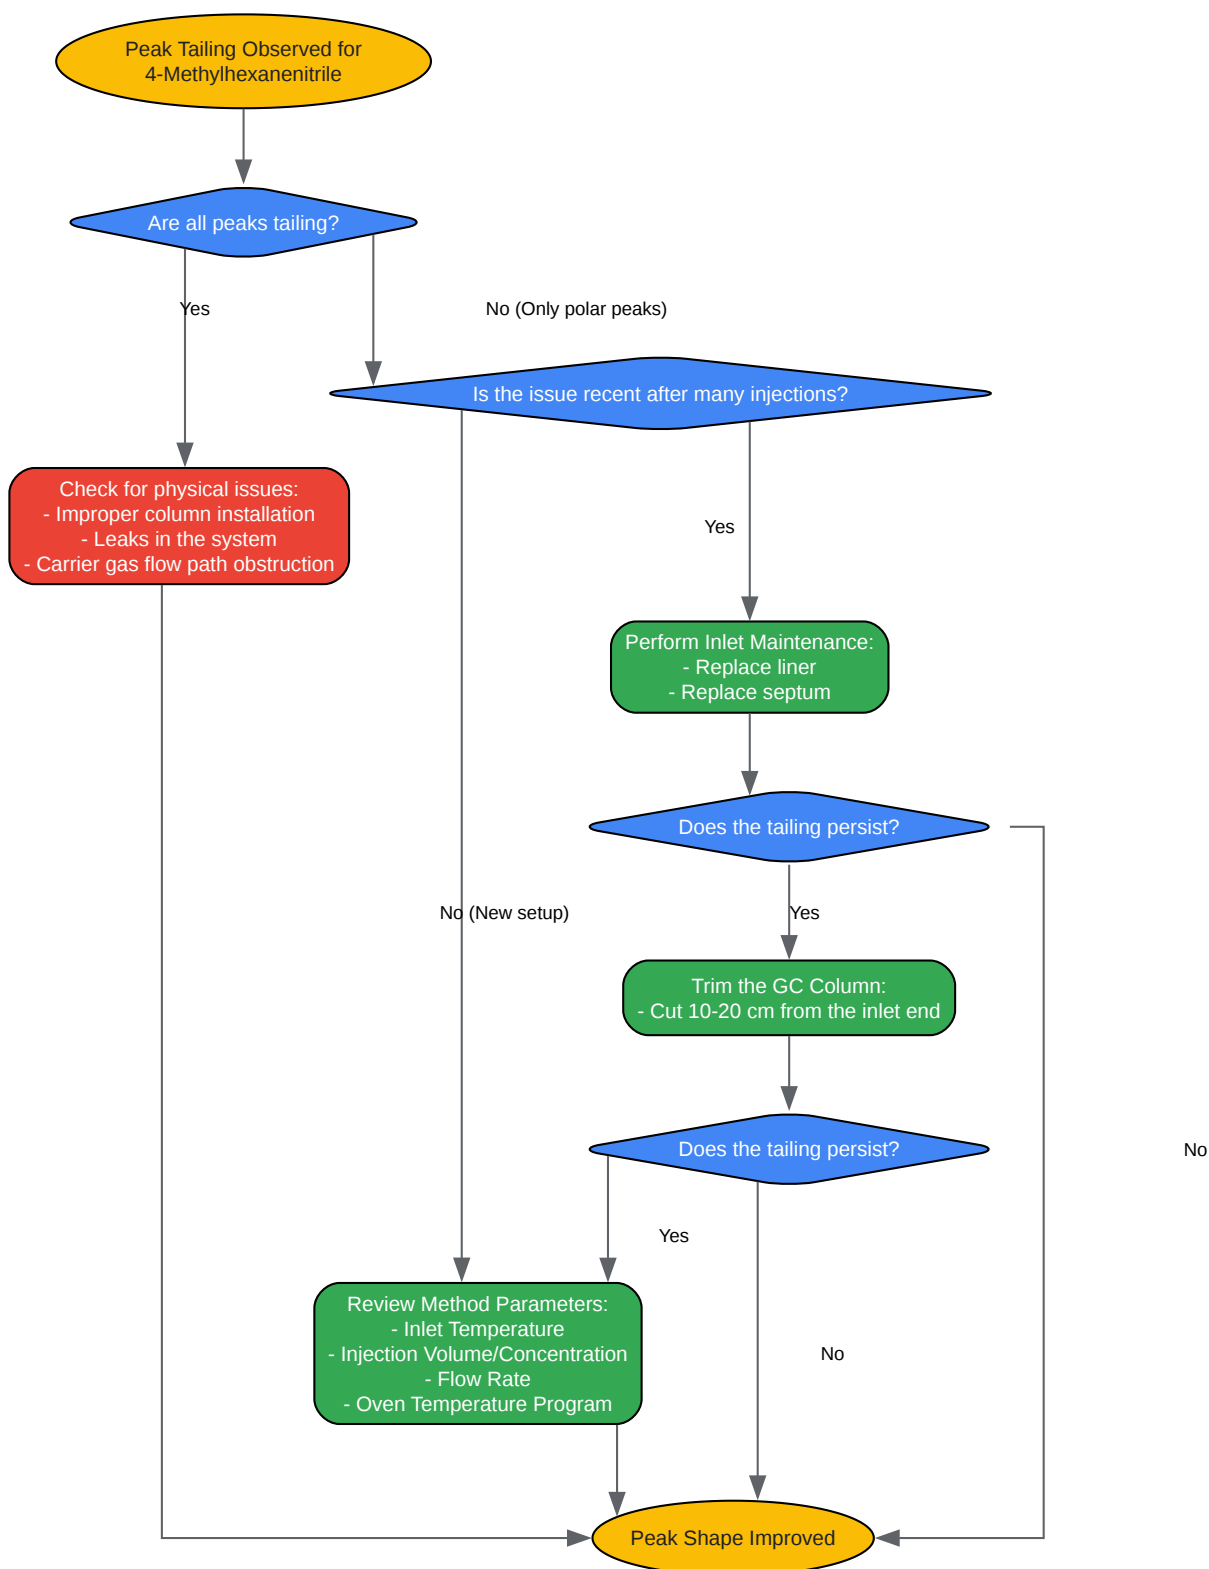 Peak Tailing Observed for
4-Methylhexanenitrile
Are all peaks tailing?
Yes
No (Only polar peaks)
Is the issue recent after many injections?
Check for physical issues:
- Improper column installation
- Leaks in the system
- Carrier gas flow path obstruction
Yes
Perform Inlet Maintenance:
- Replace liner
- Replace septum
Does the tailing persist?
No (New setup)
Yes
Trim the GC Column:
- Cut 10-20 cm from the inlet end
Does the tailing persist?
No
Yes
Review Method Parameters:
- Inlet Temperature
- Injection Volume/Concentration
- Flow Rate
- Oven Temperature Program
No
Peak Shape Improved